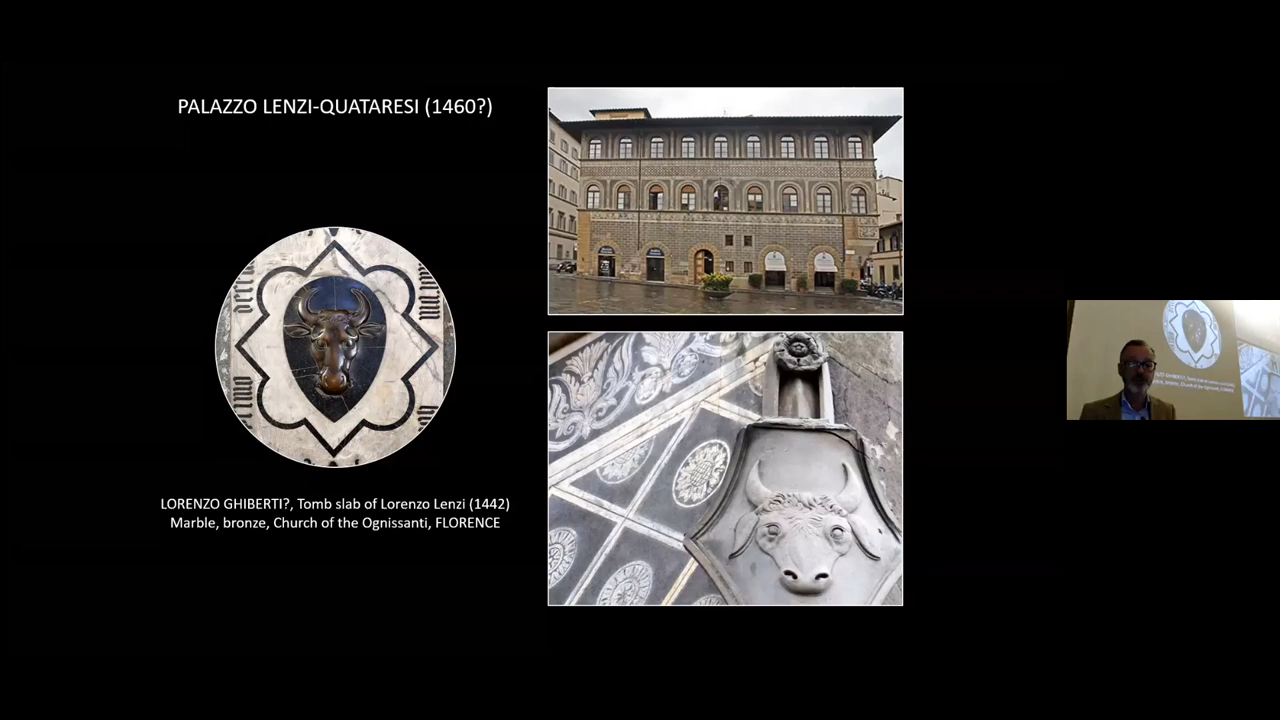 PALAZZO LENZI-QUATARESI (1460?)
LORENZO GHIBERTI?, Tomb slab of Lorenzo Lenzi (1442)
Marble, bronze, Church of the Ognissanti, FLORENCE